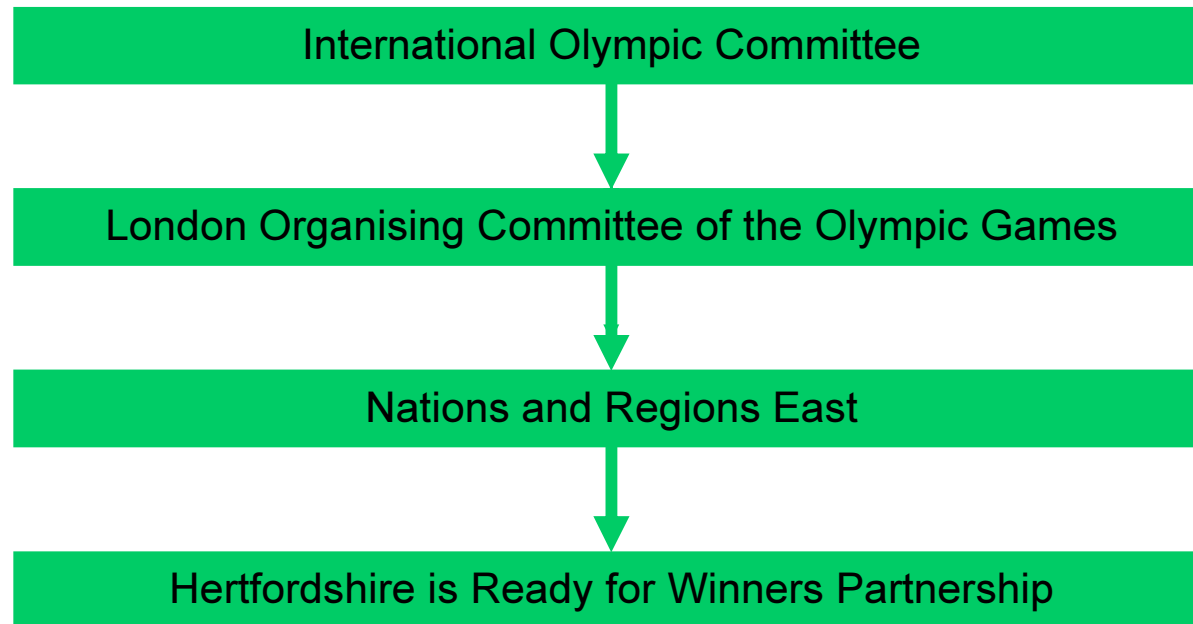 International Olympic Committee
London Organising Committee of the Olympic Games
Nations and Regions East
Hertfordshire is Ready for Winners Partnership